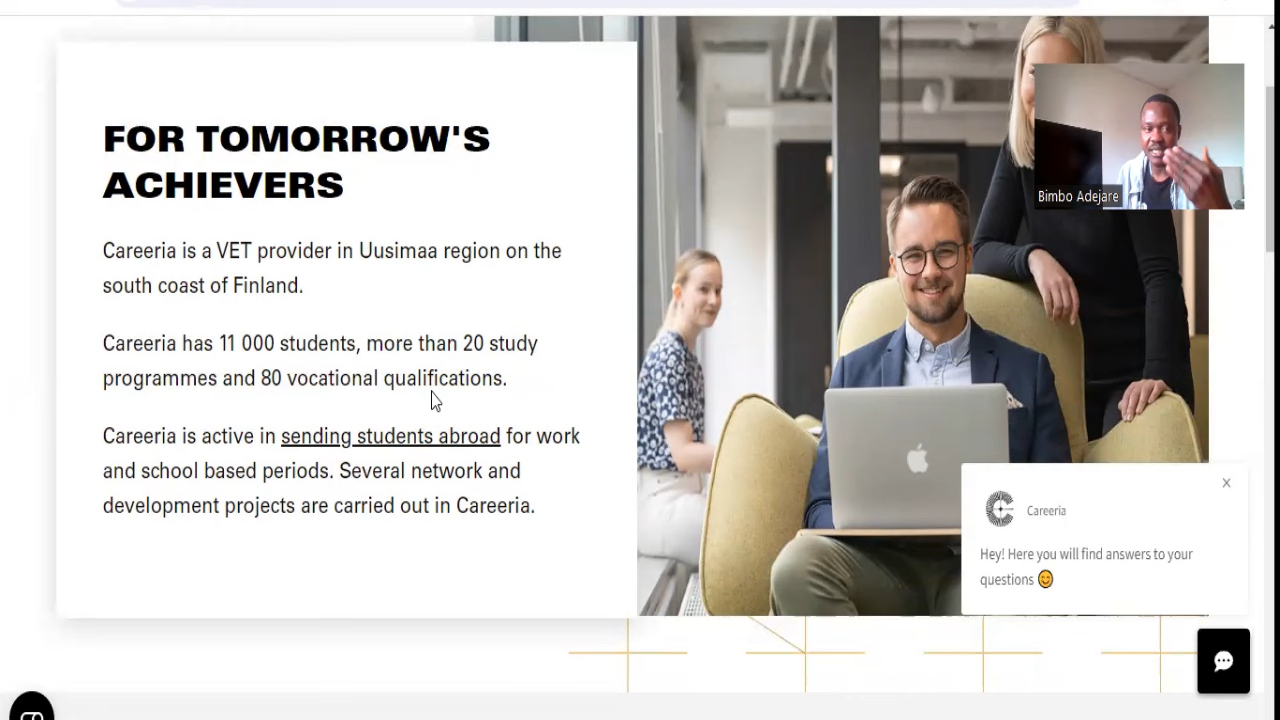 FOR TOMORROW'S
ACHIEVERS
Careeria is a VET provider in Uusimaa region on the
south coast of Finland.
Careeria has 11 000 students, more than 20 study
programmes and 80 vocational qualifications.
Careeria is active in sending students abroad for work
and school based periods. Several network and
development projects are carried out in Careeria.
Bimbo Adejare
Careeria
Hey! Here you will find answers to your
questions 😊